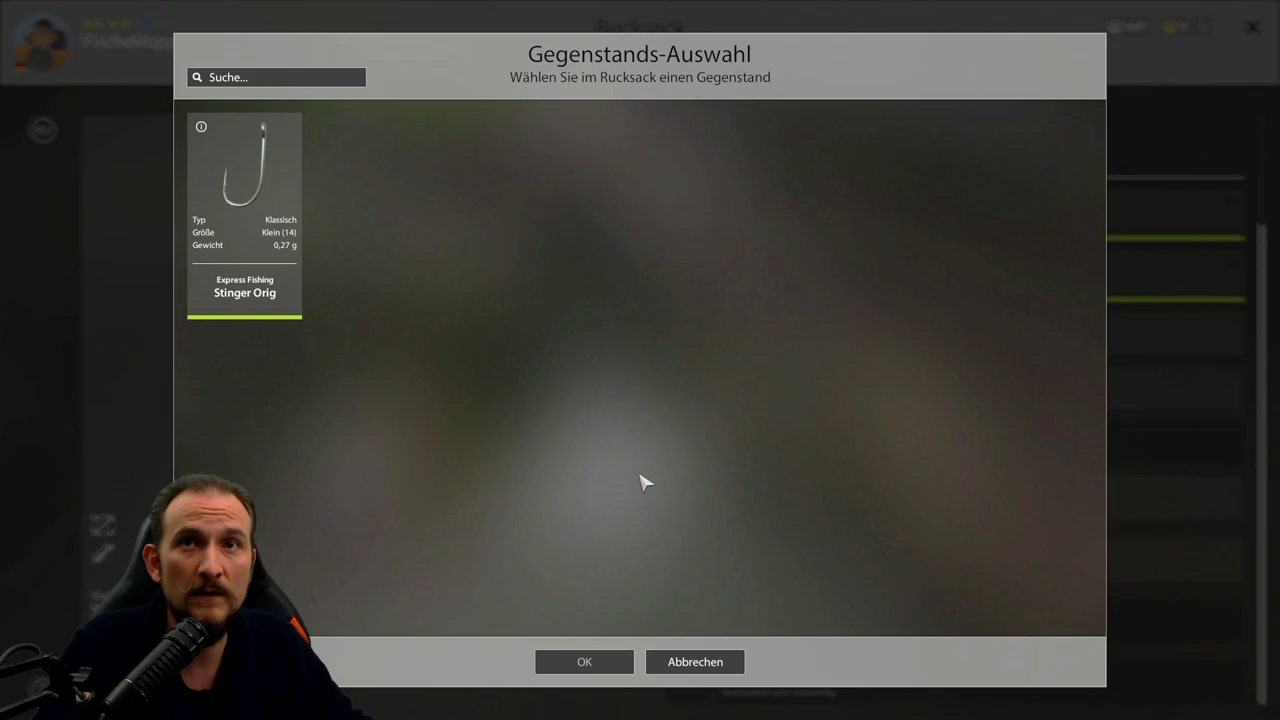 Rucksack
Gegenstands-Auswahl
Suche...
Wählen Sie im Rucksack einen Gegenstand
Typ Klassisch
Größe Klein (14)
Gewicht 0,27 g
Express Fishing
Stinger Orig
OK
Abbrechen